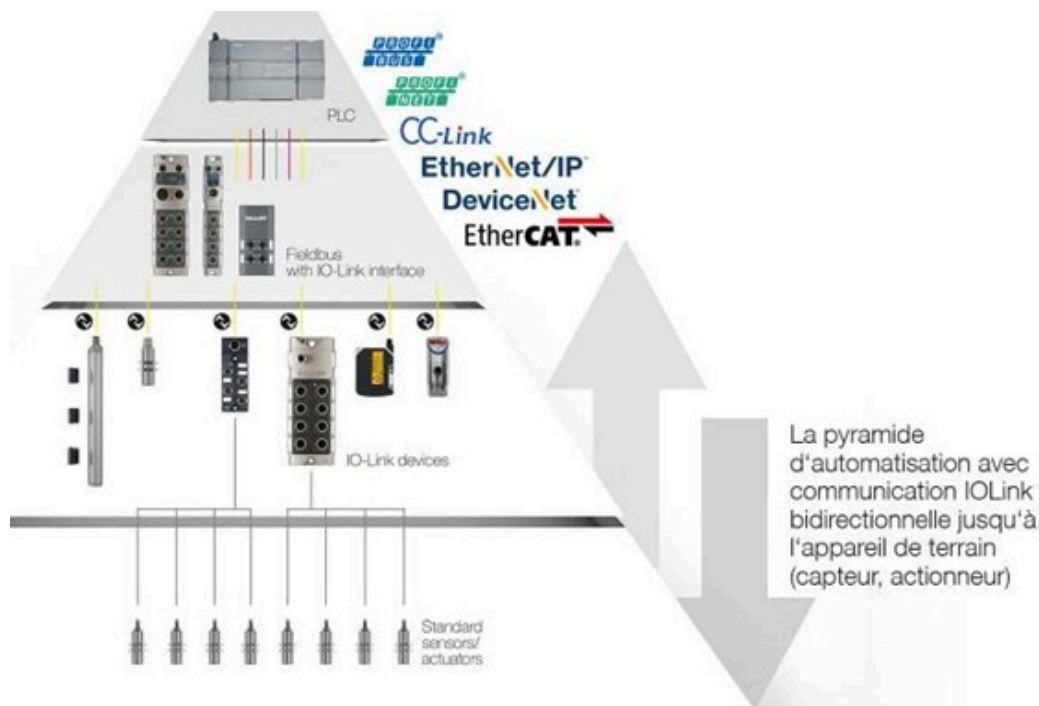 PROFI
BUS
PROFI
NET
PLC
CC-Link
EtherNet/IP
DeviceNet
EtherCAT
Fieldbus
with IO-Link interface
IO-Link devices
La pyramide
d'automatisation avec
communication IOLink
bidirectionnelle jusqu'à
l'appareil de terrain
(capteur, actionneur)
Standard
sensors/
actuators